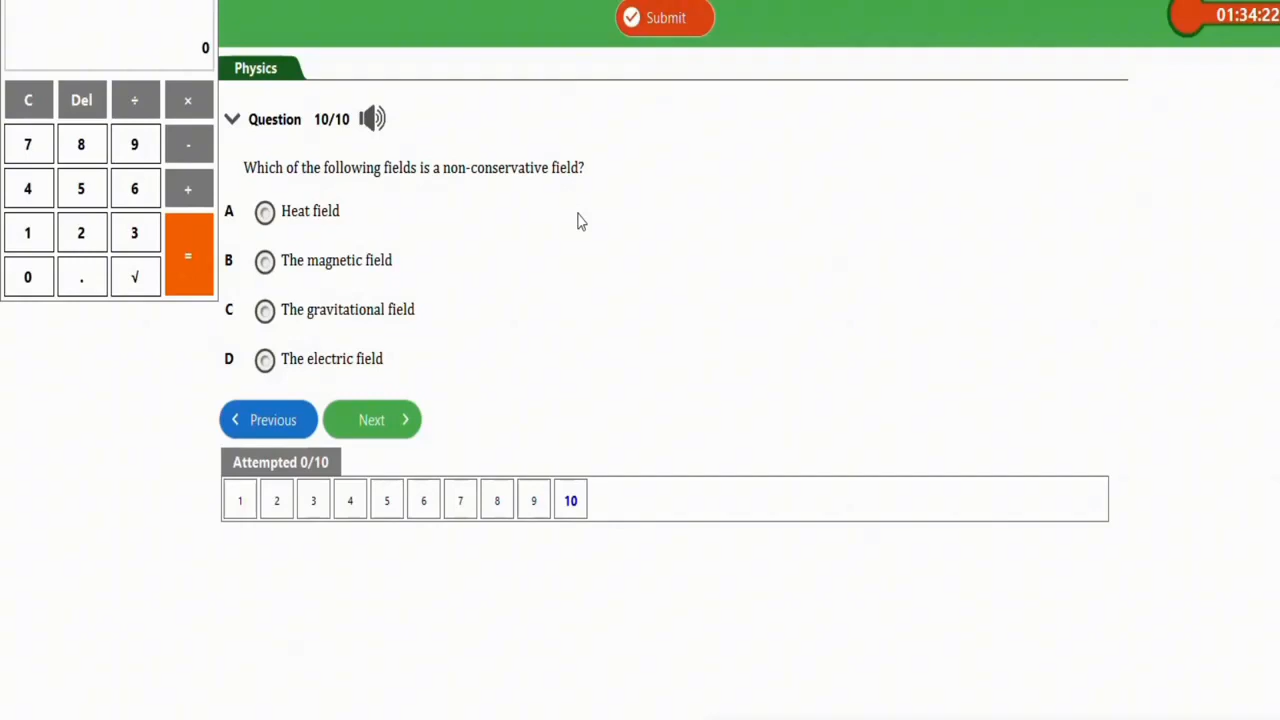 Submit
01:34:22
0
Physics
C Del ÷ ×
7 8 9 -
4 5 6 +
1 2 3 =
0 . √
Question 10/10
Which of the following fields is a non-conservative field?
A Heat field
B The magnetic field
C The gravitational field
D The electric field
Previous Next
Attempted 0/10
1 2 3 4 5 6 7 8 9 10